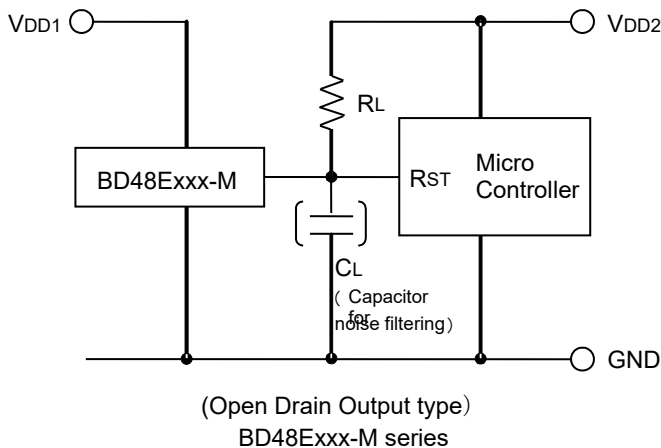 VDD1
VDD2
RL
BD48Exxx-M
RST
Micro
Controller
CL
( Capacitor
for
noise filtering）
GND
(Open Drain Output type）
BD48Exxx-M series